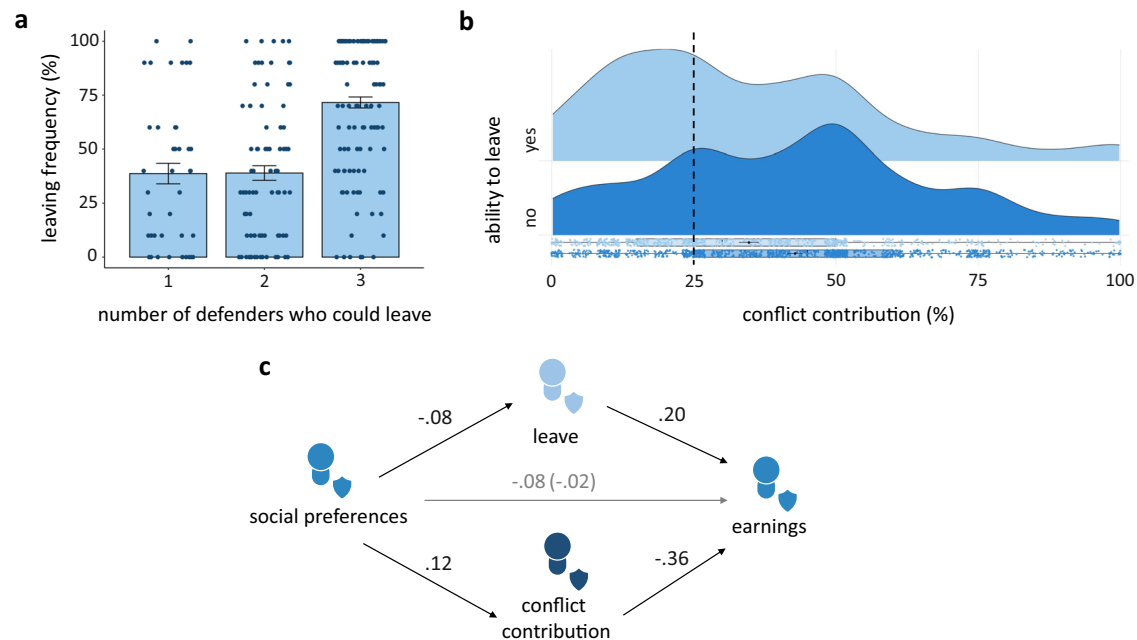 a
leaving frequency (%)
100
75
50
25
0
1 2 3
number of defenders who could leave
b
ability to leave
yes
no
0 25 50 75 100
conflict contribution (%)
c
-.08
.20
leave
-.08 (-.02)
social preferences
earnings
.12
-.36
conflict
contribution